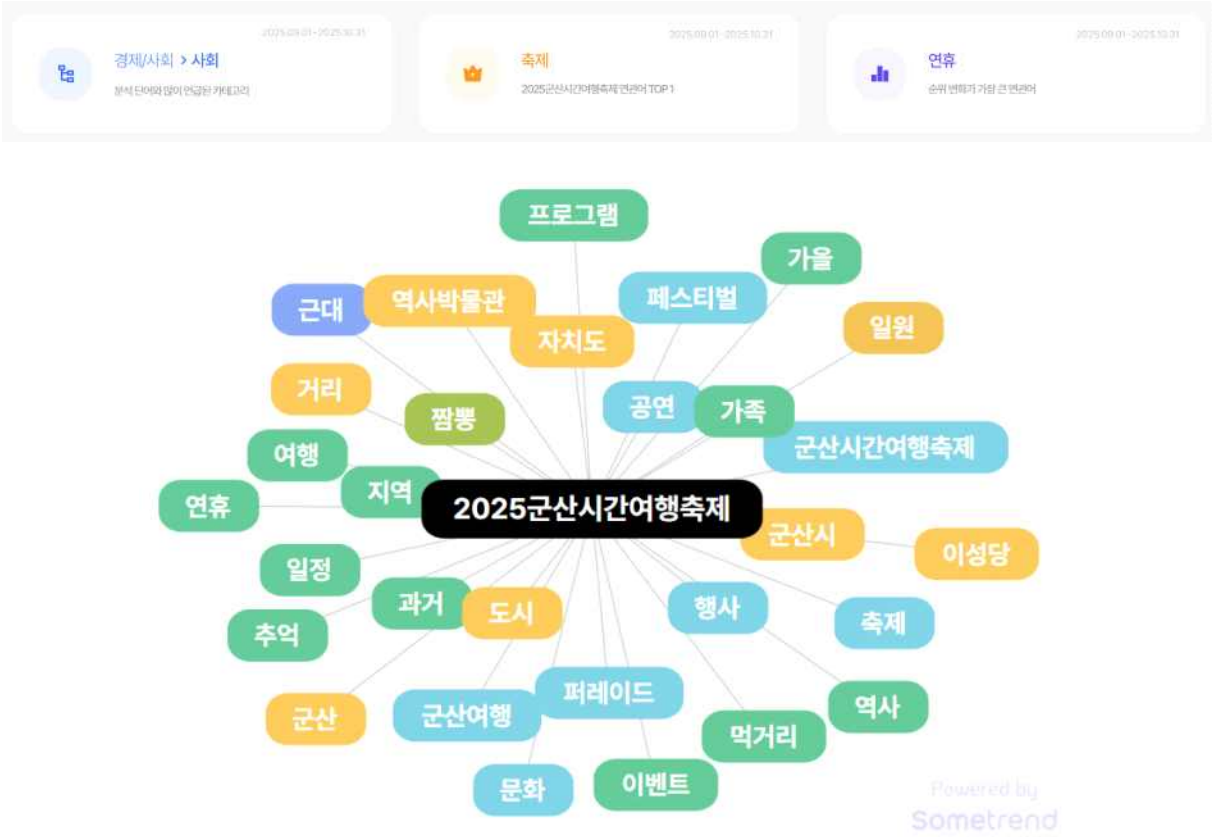 2025.09.01~2025.10.31
경제/사회 > 사회
분석 단어와 많이 언급된 카테고리
2025.09.01~2025.10.31
축제
2025군산시간여행축제 연관어 TOP 1
2025.09.01~2025.10.31
연휴
순위 변화가 가장 큰 연관어
프로그램
가을
근대
역사박물관
페스티벌
일원
자치도
거리
짬뽕
공연
가족
여행
군산시간여행축제
연휴
지역
2025군산시간여행축제
군산시
이성당
일정
과거
도시
행사
축제
추억
군산
군산여행
퍼레이드
역사
먹거리
문화
이벤트
Powered by
Sometrend